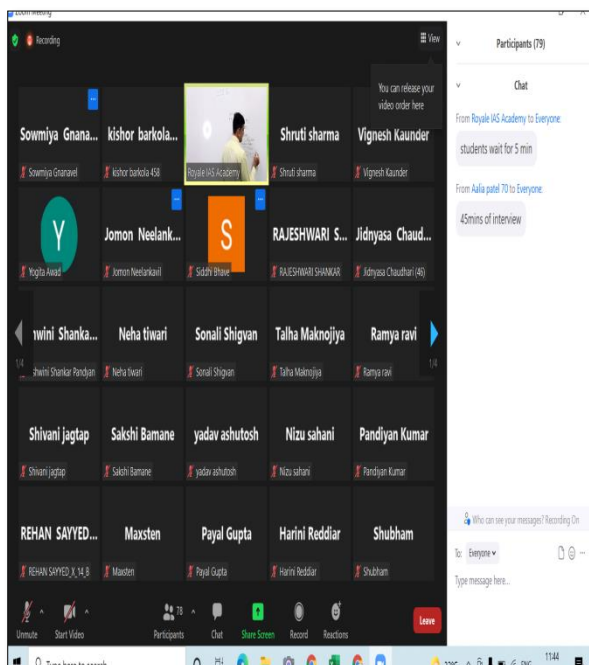 Zoom Meeting
Recording
View
You can release your
video order here
Sowmiya Gnana...
Sowmiya Gnanavel
kishor barkola...
kishor barkola 458
Royale IAS Academy
Shruti sharma
Shruti sharma
Vignesh Kaunder
Vignesh Kaunder
Y
Yogita Awad
Jomon Neelank...
Jomon Neelankavil
S
Siddhi Bhave
RAJESHWARI S...
RAJESHWARI SHANKAR
Jidnyasa Chaud...
Jidnyasa Chaudhari (46)
1/4
Shankar Pandyan
Neha tiwari
Neha tiwari
Sonali Shigvan
Sonali Shigvan
Talha Maknojiya
Talha Maknojiya
Ramya ravi
Ramya ravi
1/4
Shivani jagtap
Shivani jagtap
Sakshi Bamane
Sakshi Bamane
yadav ashutosh
yadav ashutosh
Nizu sahani
Nizu sahani
Pandiyan Kumar
Pandiyan Kumar
REHAN SAYYED...
REHAN SAYYED_X_14_B
Maxsten
Maxsten
Payal Gupta
Payal Gupta
Harini Reddiar
Harini Reddiar
Shubham
Shubham
Unmute
Start Video
78
Participants
Chat
Share Screen
Record
Reactions
Leave
Participants (79)
Chat
From Royale IAS Academy to Everyone:
students wait for 5 min
From Aalia patel 70 to Everyone:
45mins of interview
Who can see your messages? Recording On
To: Everyone
Type message here...
Type here to search
ENG
11:44